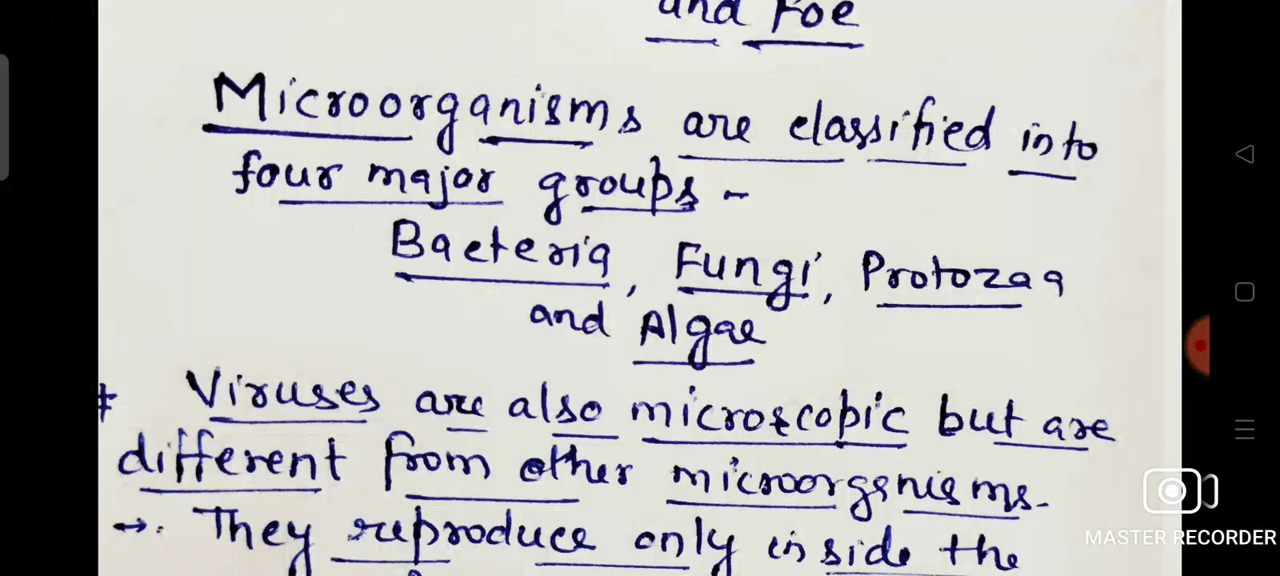 and Foe
Microorganisms are classified into
four major groups -
Bacteria, Fungi, Protozoa
and Algae
* Viruses are also microscopic but are
different from other microorganisms.
→. They reproduce only inside the
MASTER RECORDER